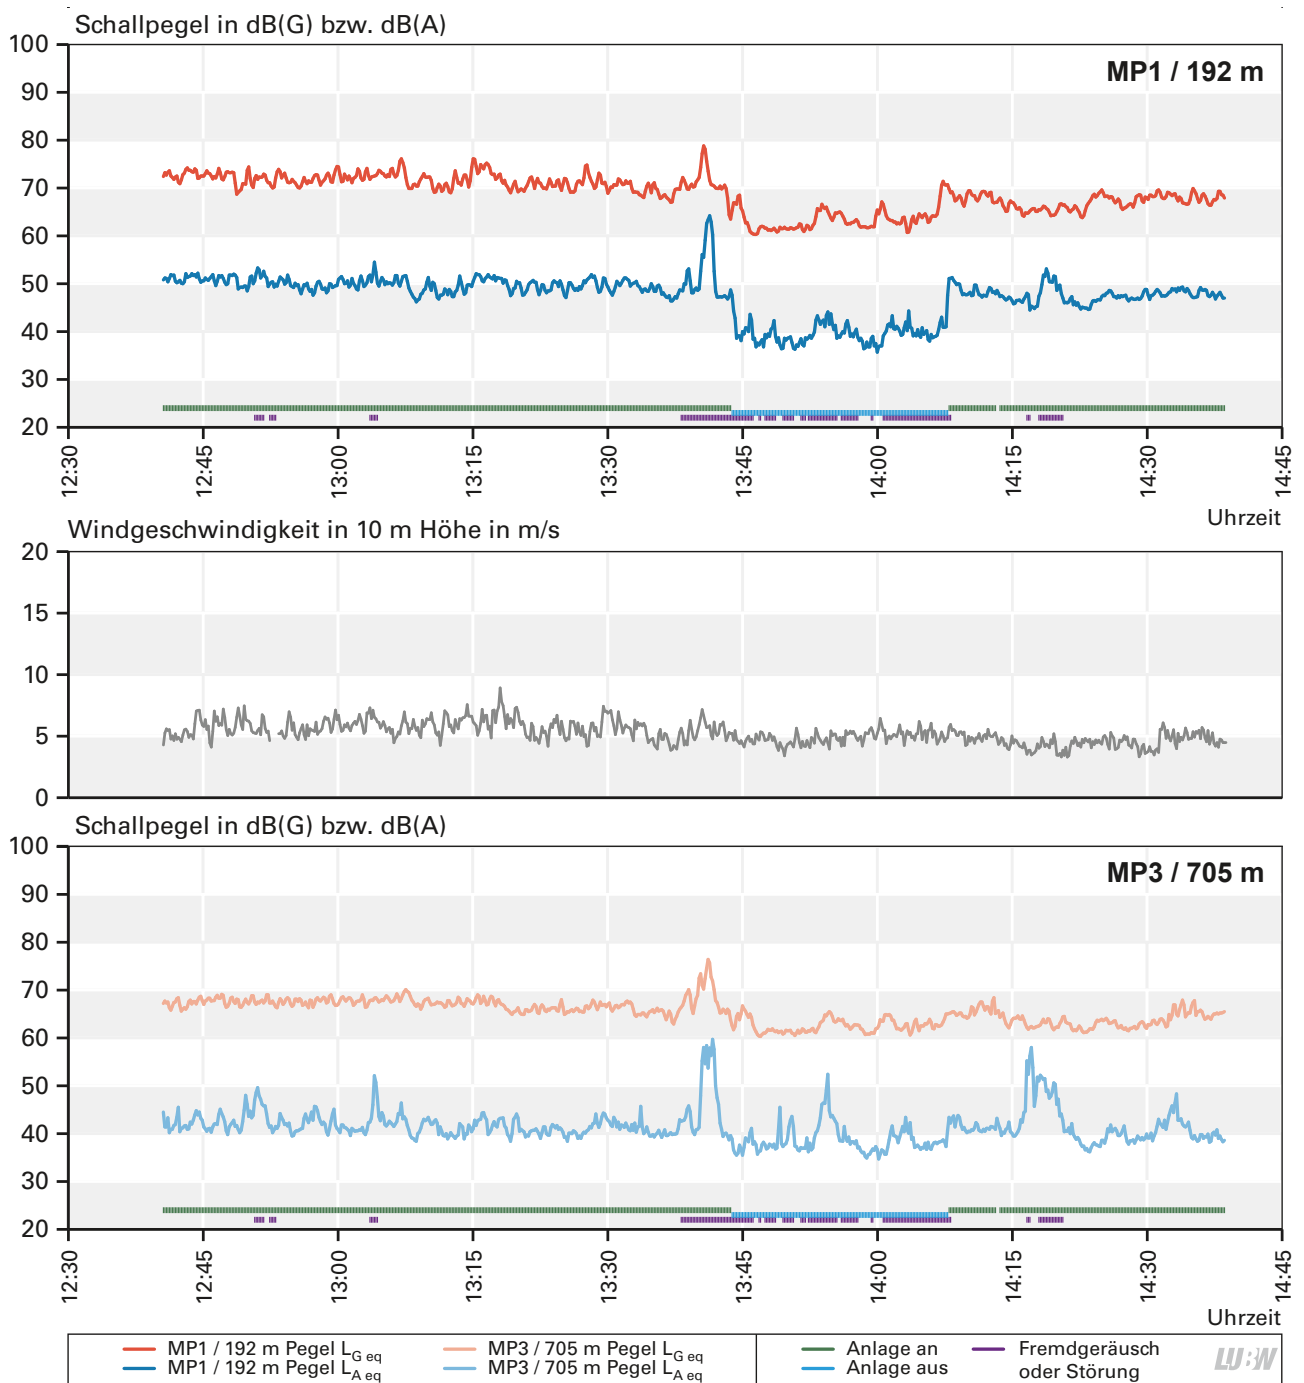 Schallpegel in dB(G) bzw. dB(A)
MP1 / 192 m
100
90
80
70
60
50
40
30
20
12:30 12:45 13:00 13:15 13:30 13:45 14:00 14:15 14:30 14:45
Uhrzeit
Windgeschwindigkeit in 10 m Höhe in m/s
20
15
10
5
0
Schallpegel in dB(G) bzw. dB(A)
MP3 / 705 m
100
90
80
70
60
50
40
30
20
12:30 12:45 13:00 13:15 13:30 13:45 14:00 14:15 14:30 14:45
Uhrzeit
MP1 / 192 m Pegel LG eq MP3 / 705 m Pegel LG eq Anlage an Fremdgeräusch
MP1 / 192 m Pegel LA eq MP3 / 705 m Pegel LA eq Anlage aus oder Störung
LUBW